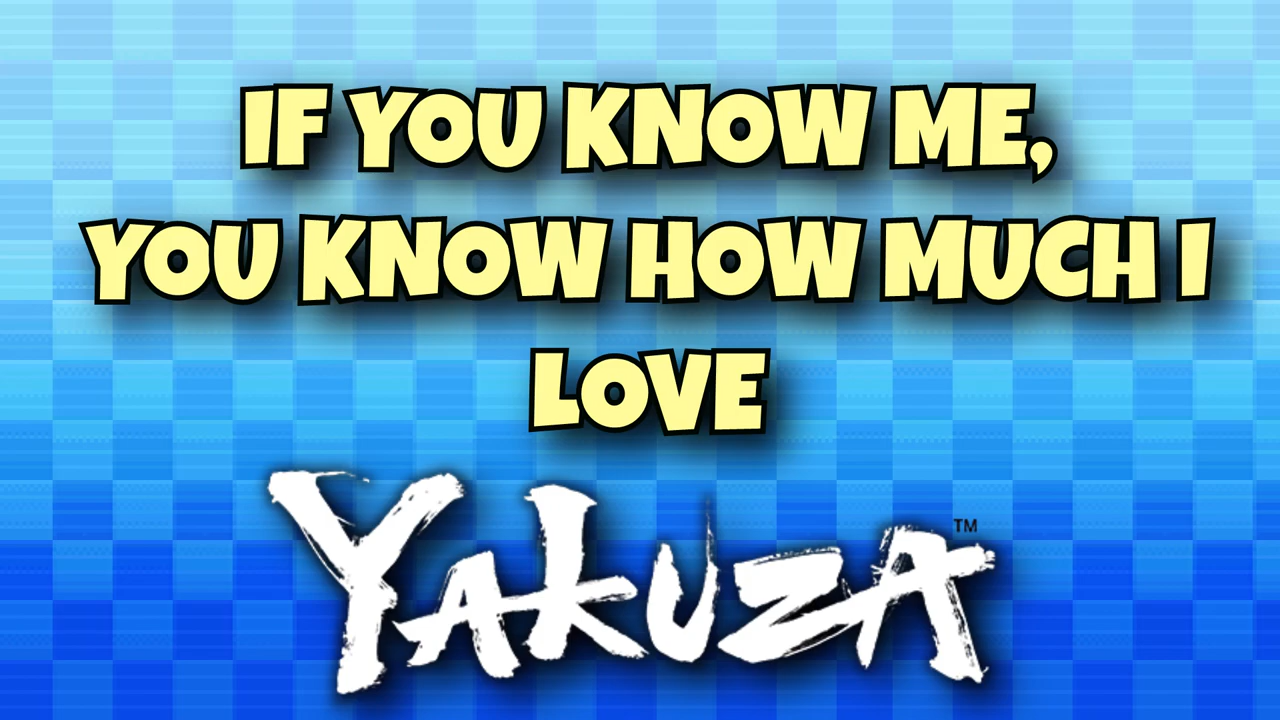 IF YOU KNOW ME,
YOU KNOW HOW MUCH I
LOVE
YAKUZA™